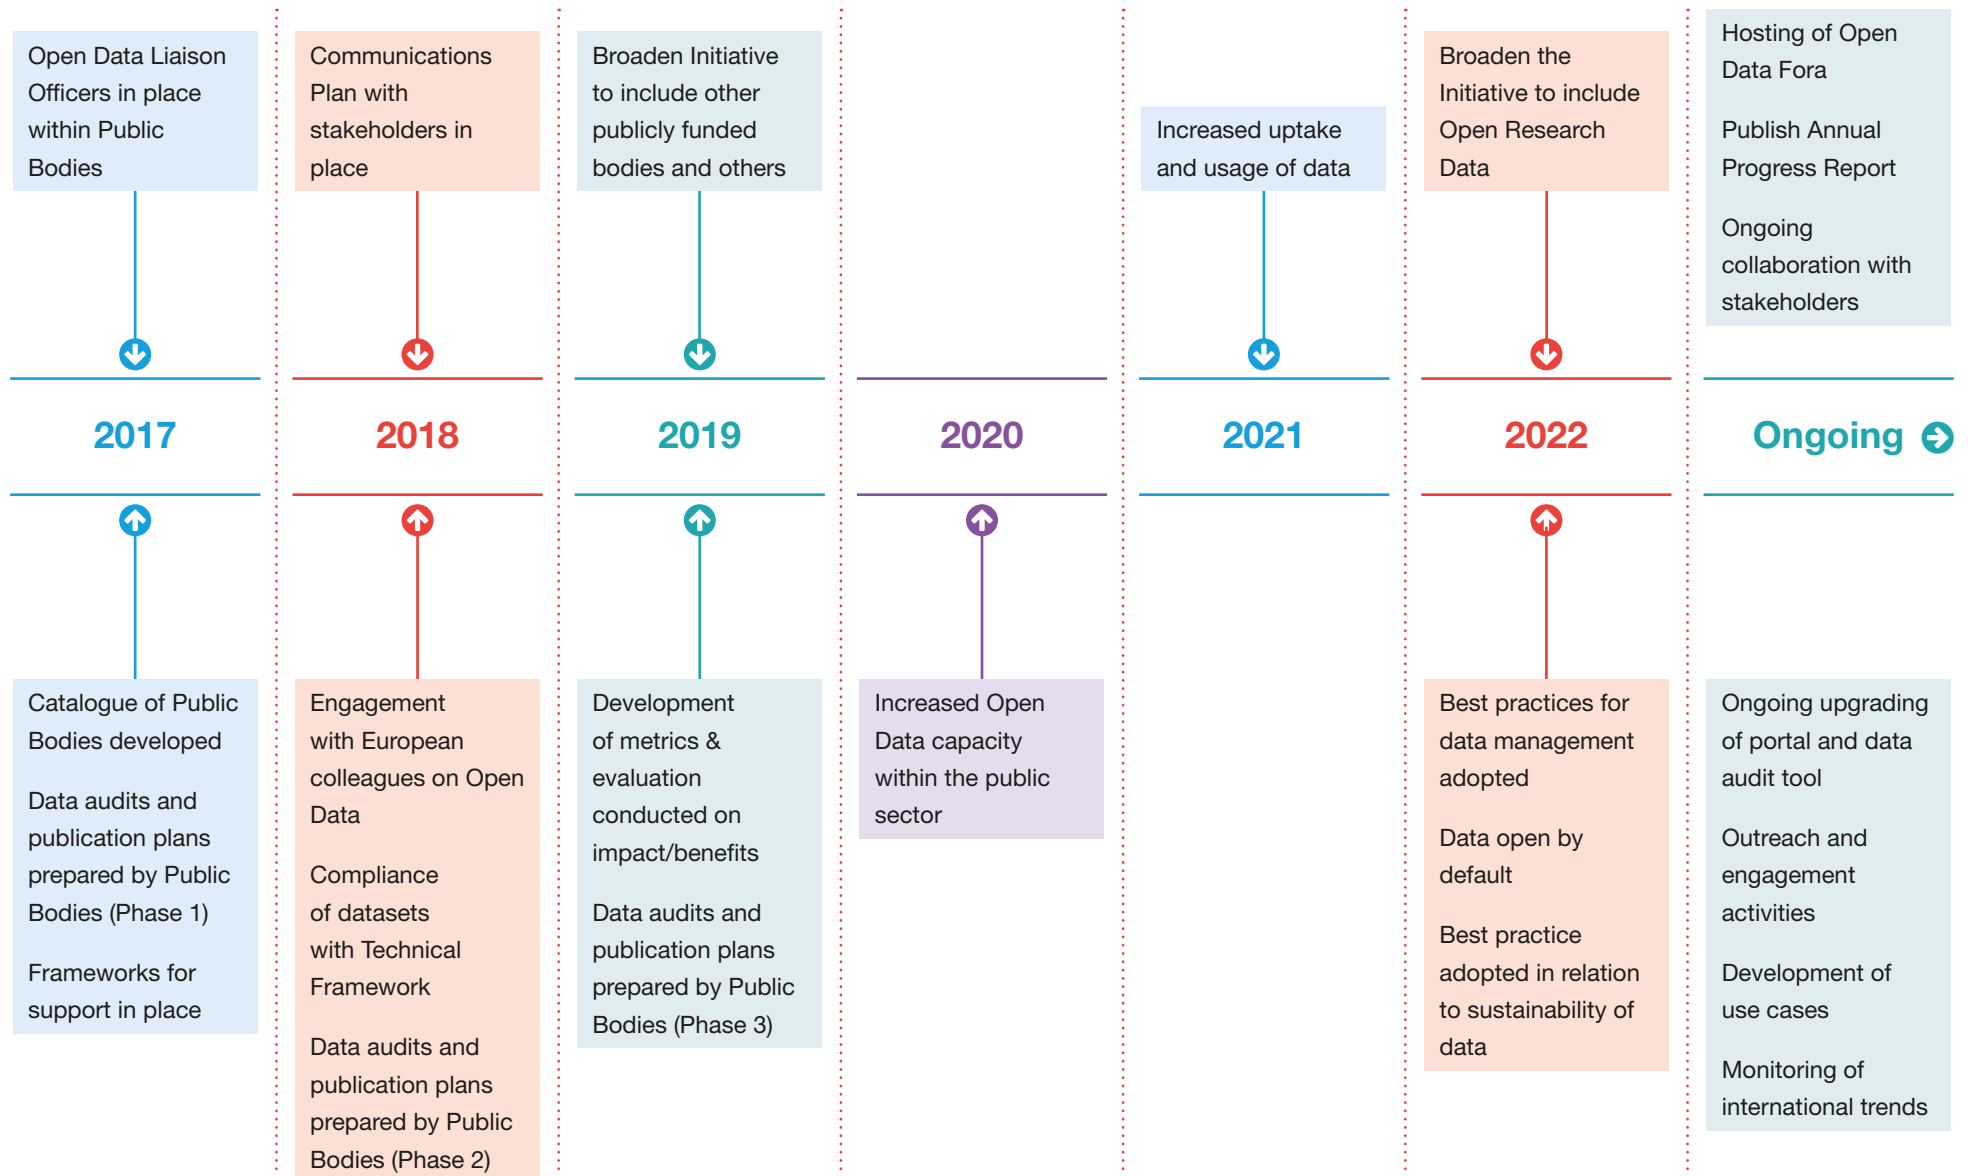 Open Data Liaison
Officers in place
within Public
Bodies
Communications
Plan with
stakeholders in
place
Broaden Initiative
to include other
publicly funded
bodies and others
Increased uptake
and usage of data
Broaden the
Initiative to include
Open Research
Data
Hosting of Open
Data Fora
Publish Annual
Progress Report
Ongoing
collaboration with
stakeholders
2017
2018
2019
2020
2021
2022
Ongoing
Catalogue of Public
Bodies developed
Data audits and
publication plans
prepared by Public
Bodies (Phase 1)
Frameworks for
support in place
Engagement
with European
colleagues on Open
Data
Compliance
of datasets
with Technical
Framework
Data audits and
publication plans
prepared by Public
Bodies (Phase 2)
Development
of metrics &
evaluation
conducted on
impact/benefits
Data audits and
publication plans
prepared by Public
Bodies (Phase 3)
Increased Open
Data capacity
within the public
sector
Best practices for
data management
adopted
Data open by
default
Best practice
adopted in relation
to sustainability of
data
Ongoing upgrading
of portal and data
audit tool
Outreach and
engagement
activities
Development of
use cases
Monitoring of
international trends